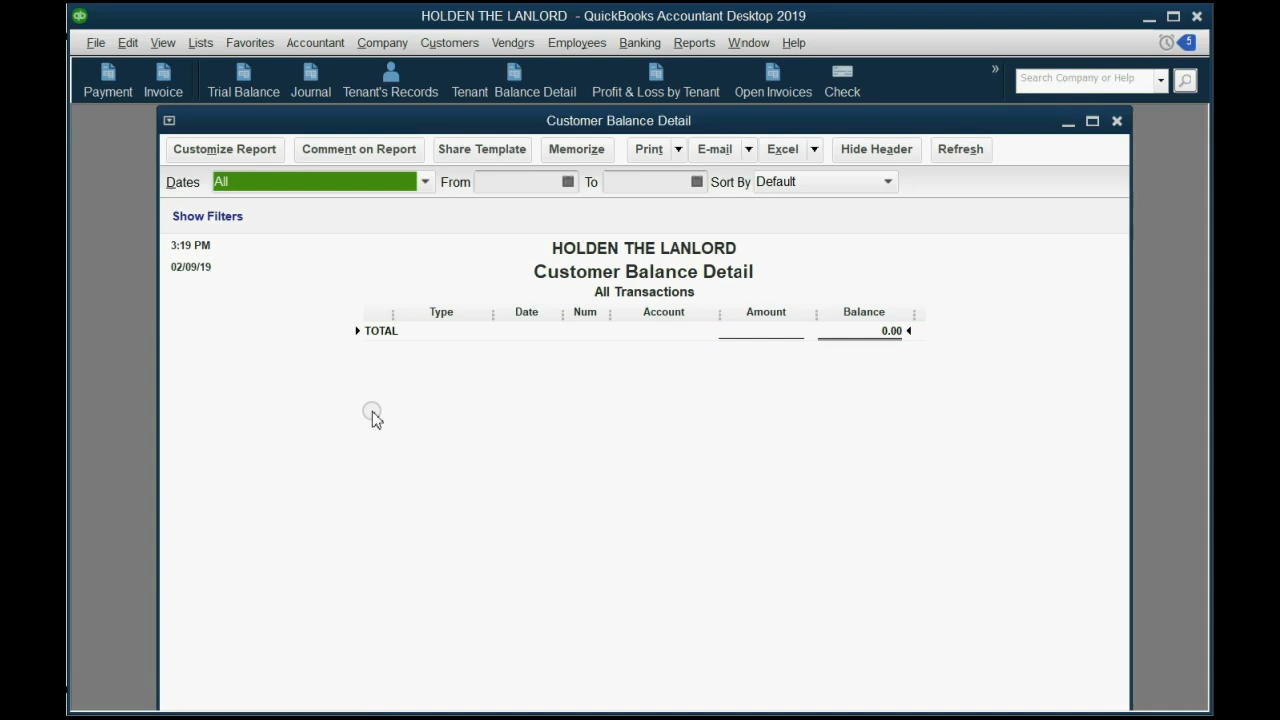 HOLDEN THE LANLORD - QuickBooks Accountant Desktop 2019
File Edit View Lists Favorites Accountant Company Customers Vendors Employees Banking Reports Window Help 5
Payment Invoice Trial Balance Journal Tenant's Records Tenant Balance Detail Profit & Loss by Tenant Open Invoices Check » Search Company or Help
Customer Balance Detail
Customize Report Comment on Report Share Template Memorize Print E-mail Excel Hide Header Refresh
Dates All From To Sort By Default
Show Filters
3:19 PM
02/09/19
HOLDEN THE LANLORD
Customer Balance Detail
All Transactions
Type Date Num Account Amount Balance
TOTAL 0.00